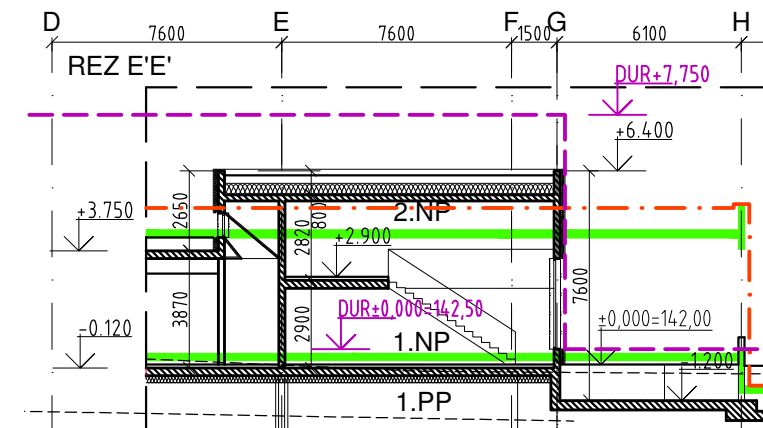 D E F G H
7600 7600 1500 6100
REZ E'E'
DUR+7,750
+6.400
2650
800
+3.750
2.NP
2820
+2.900
3870
7600
DUR±0,000=142,50
±0,000=142,00
-0.120
2900
1.NP
-1.200
1.PP